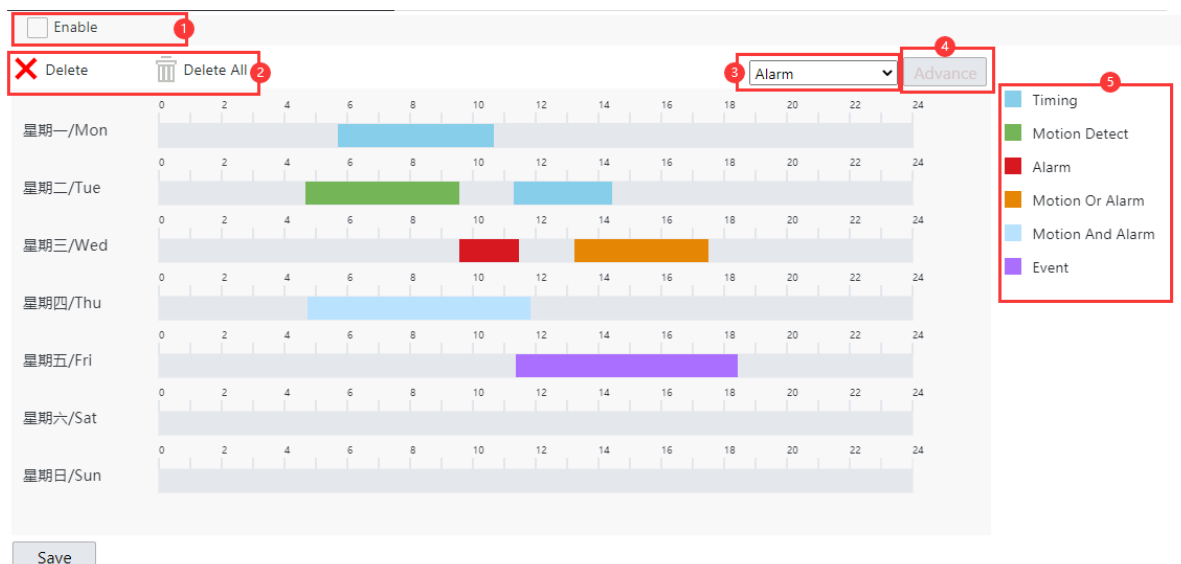 Enable 1
Delete Delete All 2 3 Alarm 4 Advance
5
0 2 4 6 8 10 12 14 16 18 20 22 24
星期一/Mon
0 2 4 6 8 10 12 14 16 18 20 22 24
星期二/Tue
0 2 4 6 8 10 12 14 16 18 20 22 24
星期三/Wed
0 2 4 6 8 10 12 14 16 18 20 22 24
星期四/Thu
0 2 4 6 8 10 12 14 16 18 20 22 24
星期五/Fri
0 2 4 6 8 10 12 14 16 18 20 22 24
星期六/Sat
0 2 4 6 8 10 12 14 16 18 20 22 24
星期日/Sun
Timing
Motion Detect
Alarm
Motion Or Alarm
Motion And Alarm
Event
Save